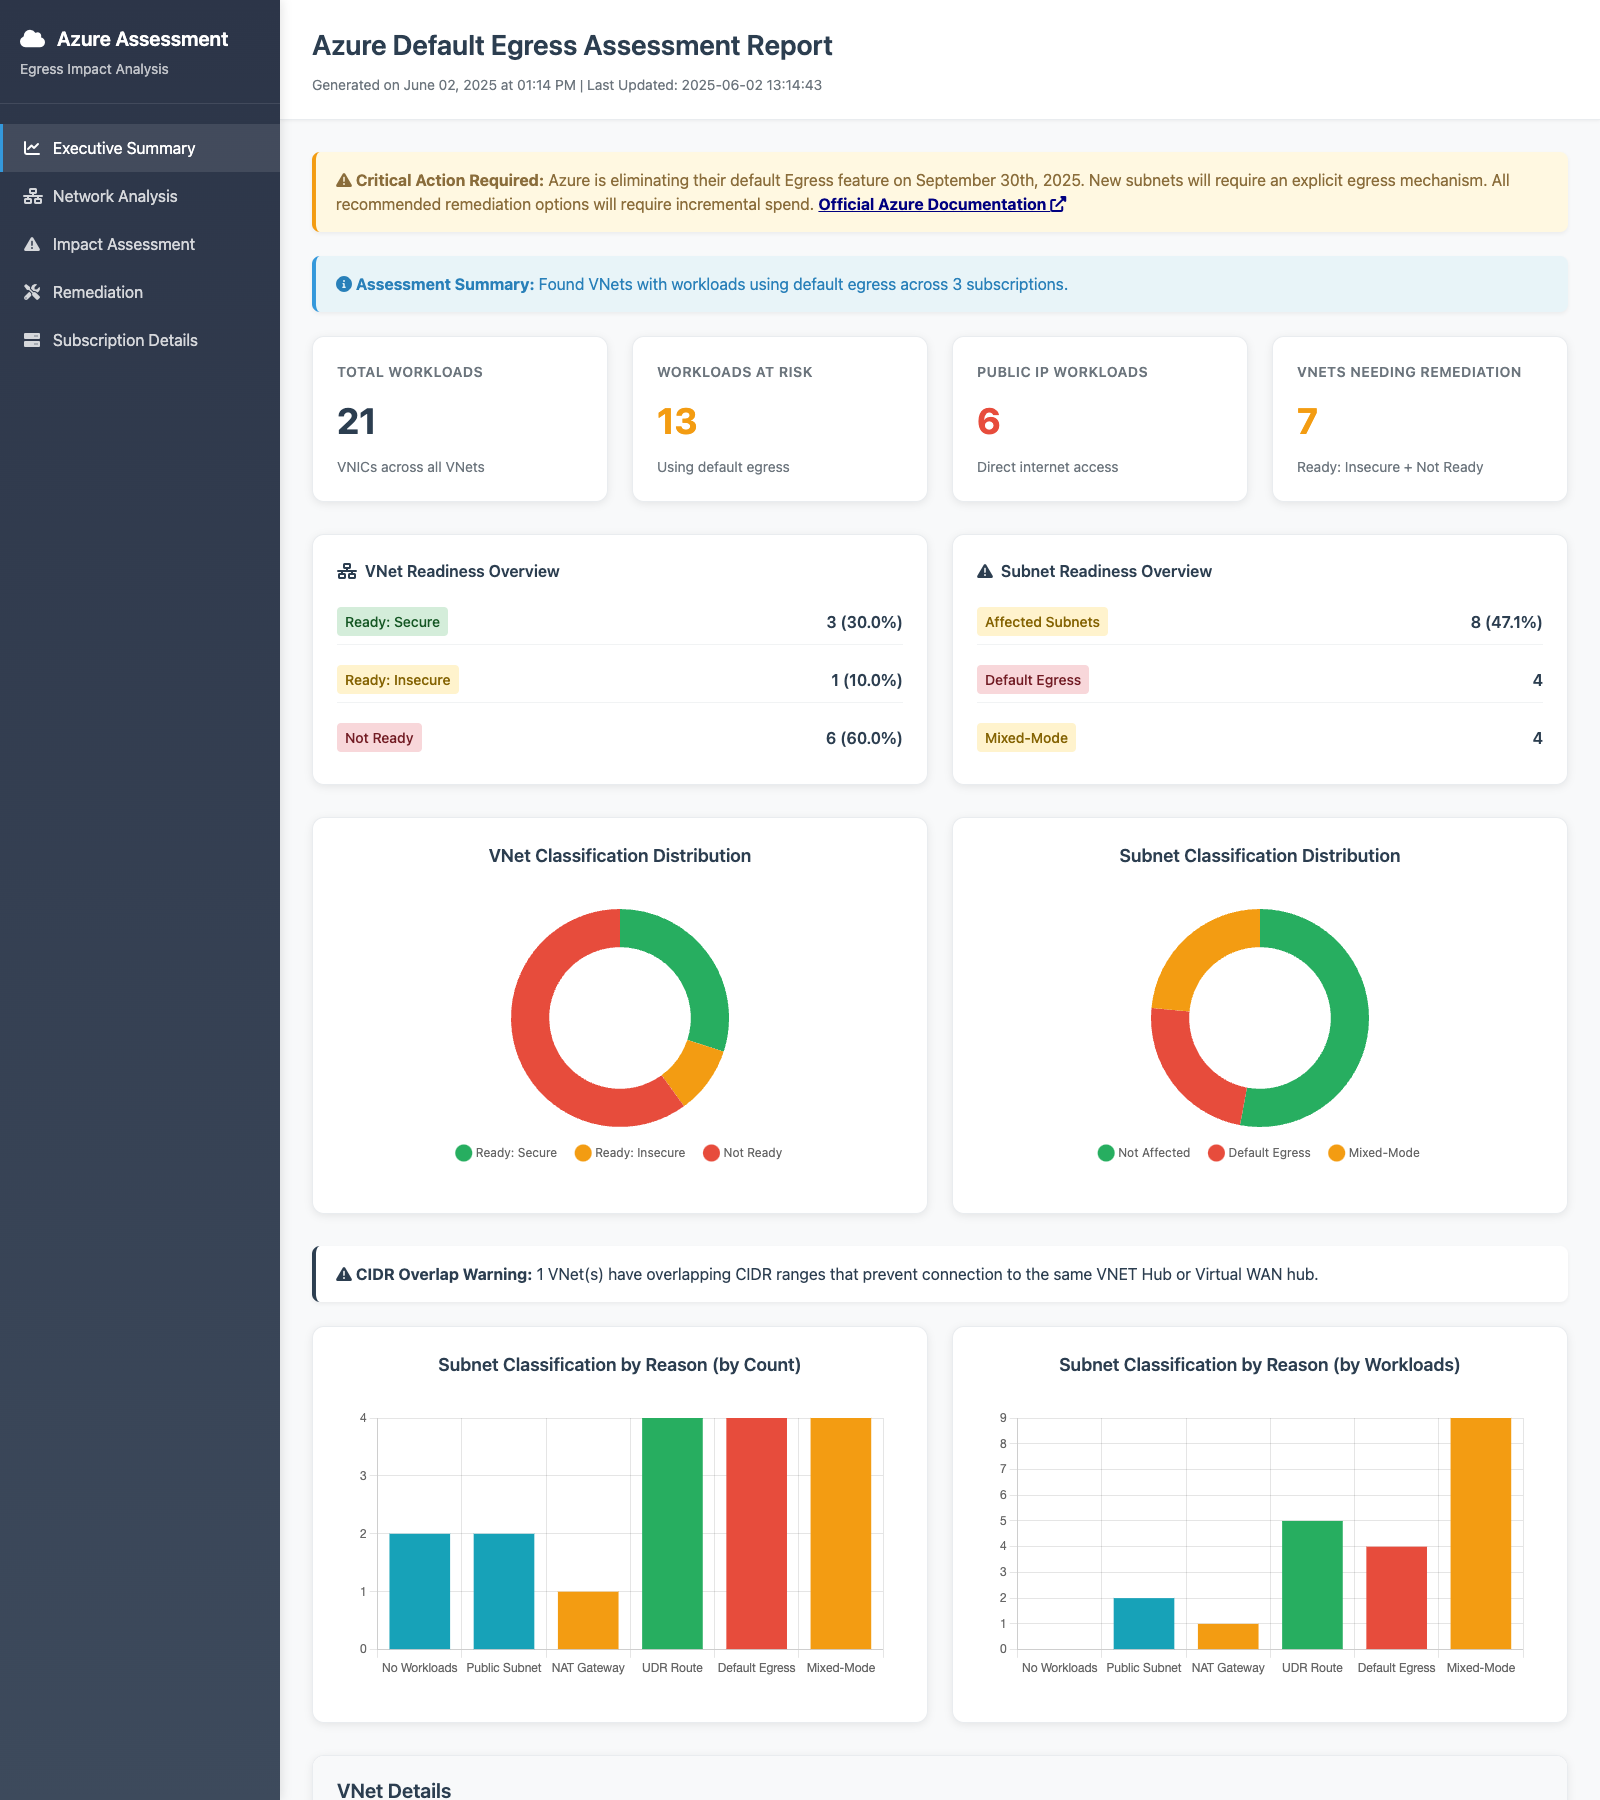 Azure Assessment
Egress Impact Analysis
Executive Summary
Network Analysis
Impact Assessment
Remediation
Subscription Details
Azure Default Egress Assessment Report
Generated on June 02, 2025 at 01:14 PM | Last Updated: 2025-06-02 13:14:43
Critical Action Required: Azure is eliminating their default Egress feature on September 30th, 2025. New subnets will require an explicit egress mechanism. All
recommended remediation options will require incremental spend. Official Azure Documentation
Assessment Summary: Found VNets with workloads using default egress across 3 subscriptions.
TOTAL WORKLOADS
21
VNICs across all VNets
WORKLOADS AT RISK
13
Using default egress
PUBLIC IP WORKLOADS
6
Direct internet access
VNETS NEEDING REMEDIATION
7
Ready: Insecure + Not Ready
VNet Readiness Overview
Ready: Secure 3 (30.0%)
Ready: Insecure 1 (10.0%)
Not Ready 6 (60.0%)
Subnet Readiness Overview
Affected Subnets 8 (47.1%)
Default Egress 4
Mixed-Mode 4
VNet Classification Distribution
Ready: Secure Ready: Insecure Not Ready
Subnet Classification Distribution
Not Affected Default Egress Mixed-Mode
CIDR Overlap Warning: 1 VNet(s) have overlapping CIDR ranges that prevent connection to the same VNET Hub or Virtual WAN hub.
Subnet Classification by Reason (by Count)
4
3
2
1
0
No Workloads Public Subnet NAT Gateway UDR Route Default Egress Mixed-Mode
Subnet Classification by Reason (by Workloads)
9
8
7
6
5
4
3
2
1
0
No Workloads Public Subnet NAT Gateway UDR Route Default Egress Mixed-Mode
VNet Details